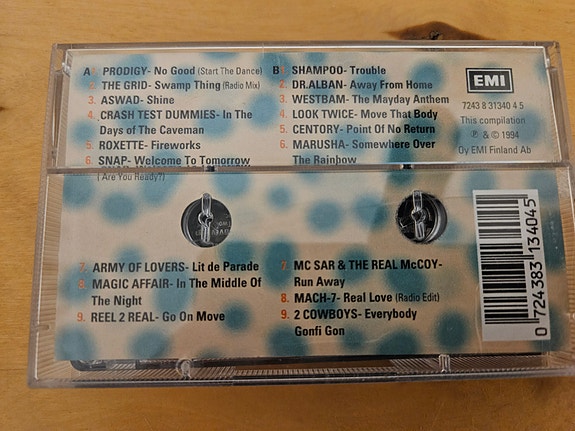 A 1. PRODIGY- No Good (Start The Dance)
2. THE GRID- Swamp Thing (Radio Mix)
3. ASWAD- Shine
4. CRASH TEST DUMMIES- In The
Days of The Caveman
5. ROXETTE- Fireworks
6. SNAP- Welcome To Tomorrow
( Are You Ready?)
7. ARMY OF LOVERS- Lit de Parade
8. MAGIC AFFAIR- In The Middle Of
The Night
9. REEL 2 REAL- Go On Move
B 1. SHAMPOO- Trouble
2. DR.ALBAN- Away From Home
3. WESTBAM- The Mayday Anthem
4. LOOK TWICE- Move That Body
5. CENTORY- Point Of No Return
6. MARUSHA- Somewhere Over
The Rainbow
7. MC SAR & THE REAL McCOY-
Run Away
8. MACH-7- Real Love (Radio Edit)
9. 2 COWBOYS- Everybody
Gonfi Gon
EMI
7243 8 31340 4 5
This compilation
℗ & © 1994
Oy EMI Finland Ab
0 724383 134045